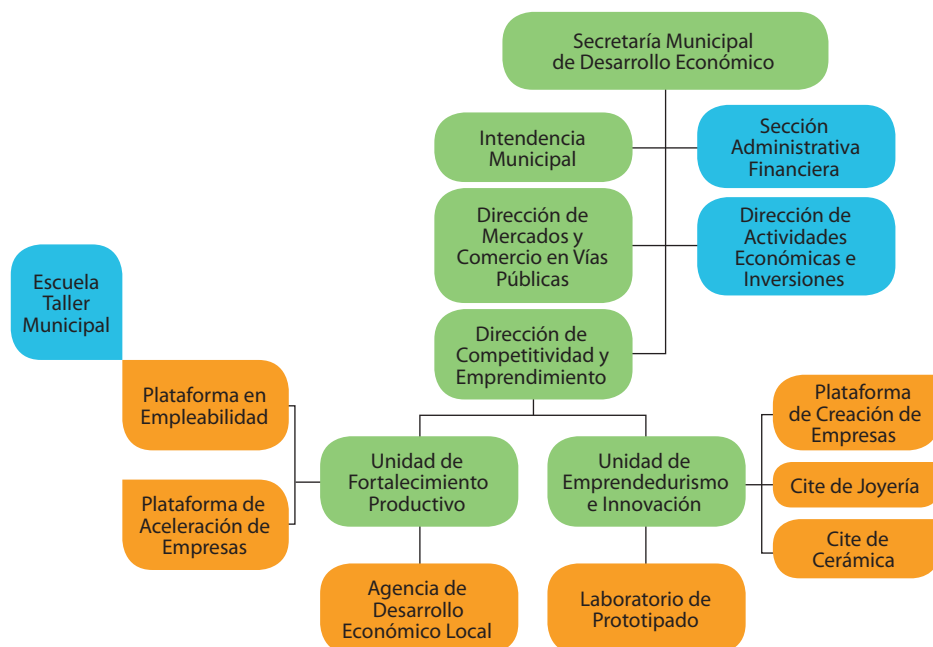 Secretaría Municipal
de Desarrollo Económico
Intendencia
Municipal
Sección
Administrativa
Financiera
Dirección de
Mercados y
Comercio en Vías
Públicas
Dirección de
Actividades
Económicas e
Inversiones
Escuela
Taller
Municipal
Dirección de
Competitividad y
Emprendimiento
Plataforma en
Empleabilidad
Plataforma
de Creación de
Empresas
Unidad de
Fortalecimiento
Productivo
Unidad de
Emprendedurismo
e Innovación
Cite de Joyería
Plataforma de
Aceleración de
Empresas
Cite de
Cerámica
Agencia de
Desarrollo
Económico Local
Laboratorio de
Prototipado